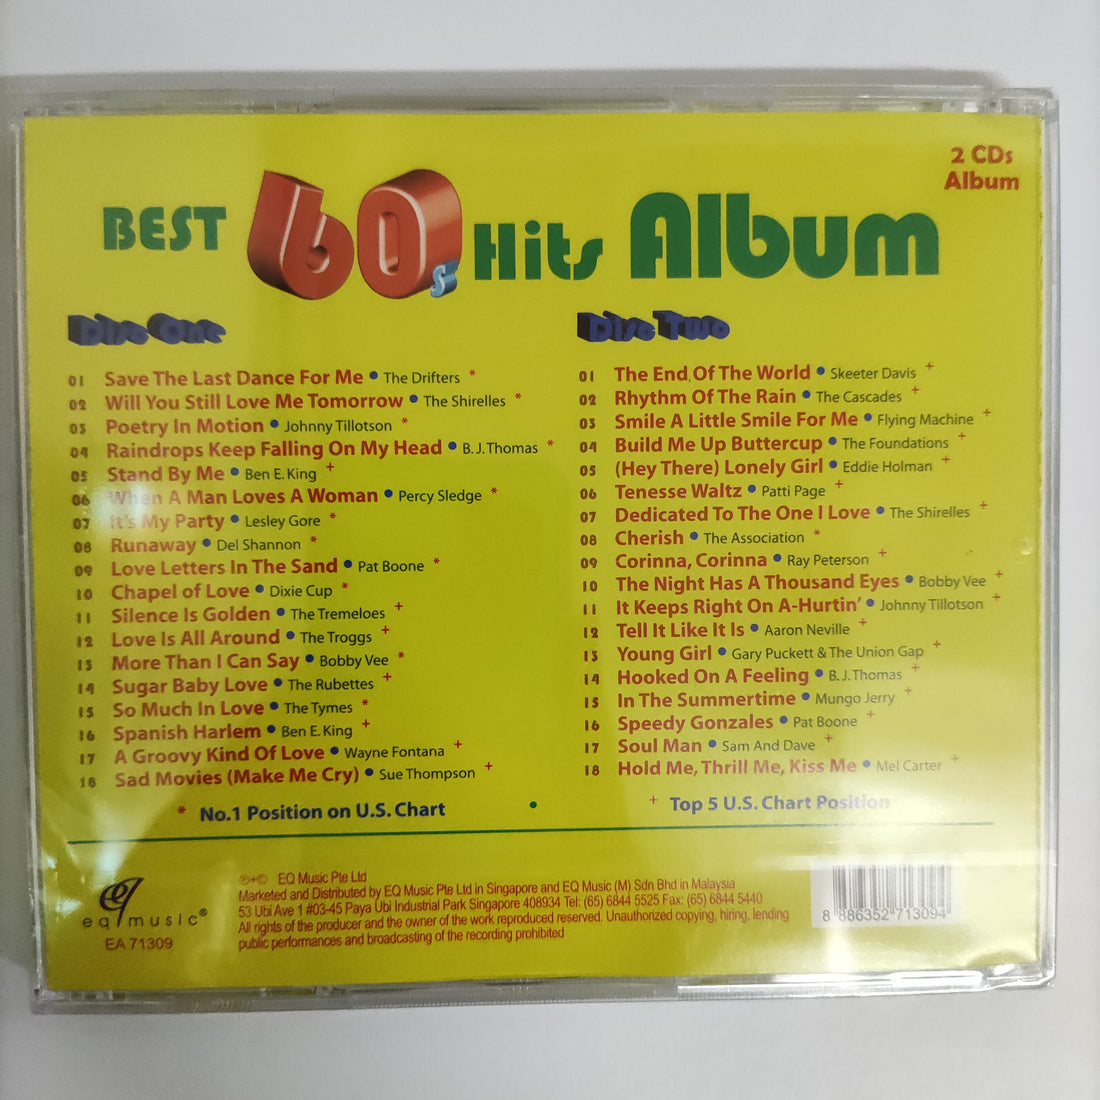 2 CDs
Album
BEST 60s Hits Album
Disc One
01 Save The Last Dance For Me • The Drifters *
02 Will You Still Love Me Tomorrow • The Shirelles *
03 Poetry In Motion • Johnny Tillotson *
04 Raindrops Keep Falling On My Head • B.J.Thomas *
05 Stand By Me • Ben E.King +
06 When A Man Loves A Woman • Percy Sledge *
07 It's My Party • Lesley Gore *
08 Runaway • Del Shannon *
09 Love Letters In The Sand • Pat Boone *
10 Chapel of Love • Dixie Cup *
11 Silence Is Golden • The Tremeloes +
12 Love Is All Around • The Troggs +
13 More Than I Can Say • Bobby Vee *
14 Sugar Baby Love • The Rubettes +
15 So Much In Love • The Tymes *
16 Spanish Harlem • Ben E.King +
17 A Groovy Kind Of Love • Wayne Fontana +
18 Sad Movies (Make Me Cry) • Sue Thompson +
Disc Two
01 The End Of The World • Skeeter Davis +
02 Rhythm Of The Rain • The Cascades +
03 Smile A Little Smile For Me • Flying Machine +
04 Build Me Up Buttercup • The Foundations +
05 (Hey There) Lonely Girl • Eddie Holman +
06 Tenesse Waltz • Patti Page +
07 Dedicated To The One I Love • The Shirelles +
08 Cherish • The Association *
09 Corinna, Corinna • Ray Peterson +
10 The Night Has A Thousand Eyes • Bobby Vee +
11 It Keeps Right On A-Hurtin' • Johnny Tillotson +
12 Tell It Like It Is • Aaron Neville +
13 Young Girl • Gary Puckett & The Union Gap +
14 Hooked On A Feeling • B.J.Thomas +
15 In The Summertime • Mungo Jerry +
16 Speedy Gonzales • Pat Boone +
17 Soul Man • Sam And Dave +
18 Hold Me, Thrill Me, Kiss Me • Mel Carter +
* No.1 Position on U.S. Chart • + Top 5 U.S. Chart Position
eq music®
EA 71309
℗+© EQ Music Pte Ltd
Marketed and Distributed by EQ Music Pte Ltd in Singapore and EQ Music (M) Sdn Bhd in Malaysia
53 Ubi Ave 1 #03-45 Paya Ubi Industrial Park Singapore 408934 Tel: (65) 6844 5525 Fax: (65) 6844 5440
All rights of the producer and the owner of the work reproduced reserved. Unauthorized copying, hiring, lending
public performances and broadcasting of the recording prohibited
8 886352 713094